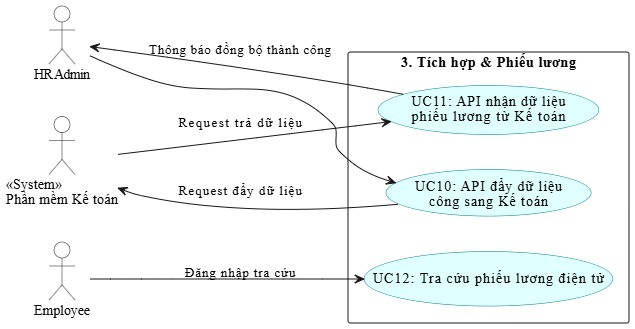 Thông báo đồng bộ thành công
HRAdmin
3. Tích hợp & Phiếu lương
UC11: API nhận dữ liệu
phiếu lương từ Kế toán
Request trả dữ liệu
«System»
Phần mềm Kế toán
Request đẩy dữ liệu
UC10: API đẩy dữ liệu
công sang Kế toán
Đăng nhập tra cứu
UC12: Tra cứu phiếu lương điện tử
Employee